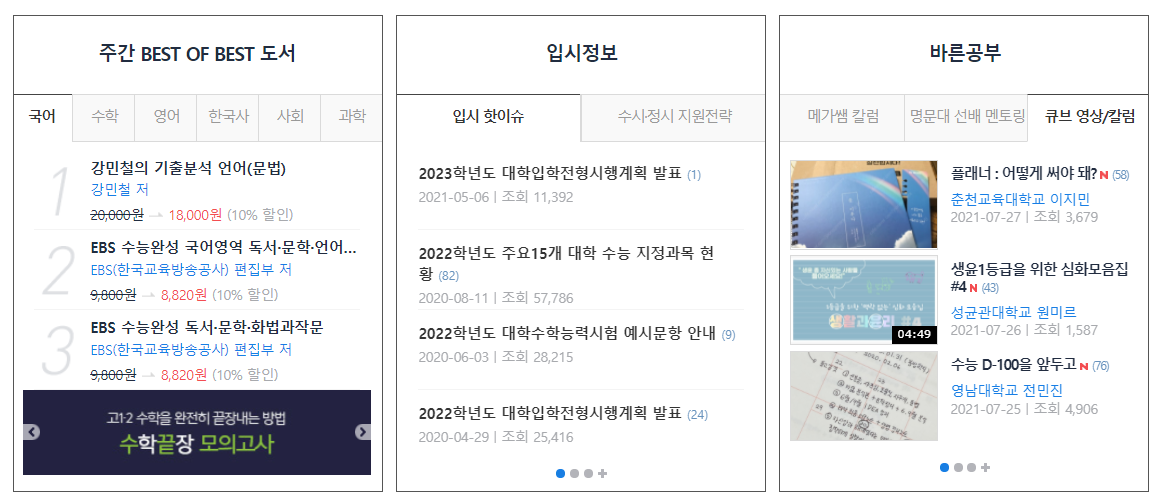 주간 BEST OF BEST 도서
국어 수학 영어 한국사 사회 과학
1
강민철의 기출분석 언어(문법)
강민철 저
20,000원 → 18,000원 (10% 할인)
2
EBS 수능완성 국어영역 독서·문학·언어...
EBS(한국교육방송공사) 편집부 저
9,800원 → 8,820원 (10% 할인)
3
EBS 수능완성 독서·문학·화법과작문
EBS(한국교육방송공사) 편집부 저
9,800원 → 8,820원 (10% 할인)
고1·2 수학을 완전히 끝장내는 방법
수학끝장 모의고사
입시정보
입시 핫이슈 수시·정시 지원전략
2023학년도 대학입학전형시행계획 발표 (1)
2021-05-06 | 조회 11,392
2022학년도 주요15개 대학 수능 지정과목 현
황 (82)
2020-08-11 | 조회 57,786
2022학년도 대학수학능력시험 예시문항 안내 (9)
2020-06-03 | 조회 28,215
2022학년도 대학입학전형시행계획 발표 (24)
2020-04-29 | 조회 25,416
바른공부
메가쌤 칼럼 명문대 선배 멘토링 큐브 영상/칼럼
플래너 : 어떻게 써야 돼? N (58)
춘천교육대학교 이지민
2021-07-27 | 조회 3,679
생윤1등급을 위한 심화모음집
#4 N (43)
성균관대학교 원미르
2021-07-26 | 조회 1,587
#4
04:49
수능 D-100을 앞두고 N (76)
영남대학교 전민진
2021-07-25 | 조회 4,906